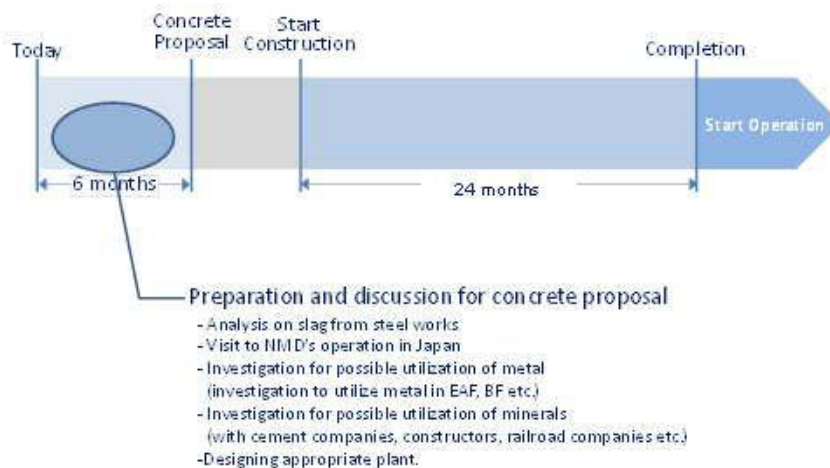 Today
Concrete
Proposal
Start
Construction
Completion
Start Operation
6 months
24 months
Preparation and discussion for concrete proposal
- Analysis on slag from steel works
- Visit to NMD's operation in Japan
- Investigation for possible utilization of metal
(investigation to utilize metal in EAF, BF etc.)
- Investigation for possible utilization of minerals
(with cement companies, constructors, railroad companies etc.)
-Designing appropriate plant.